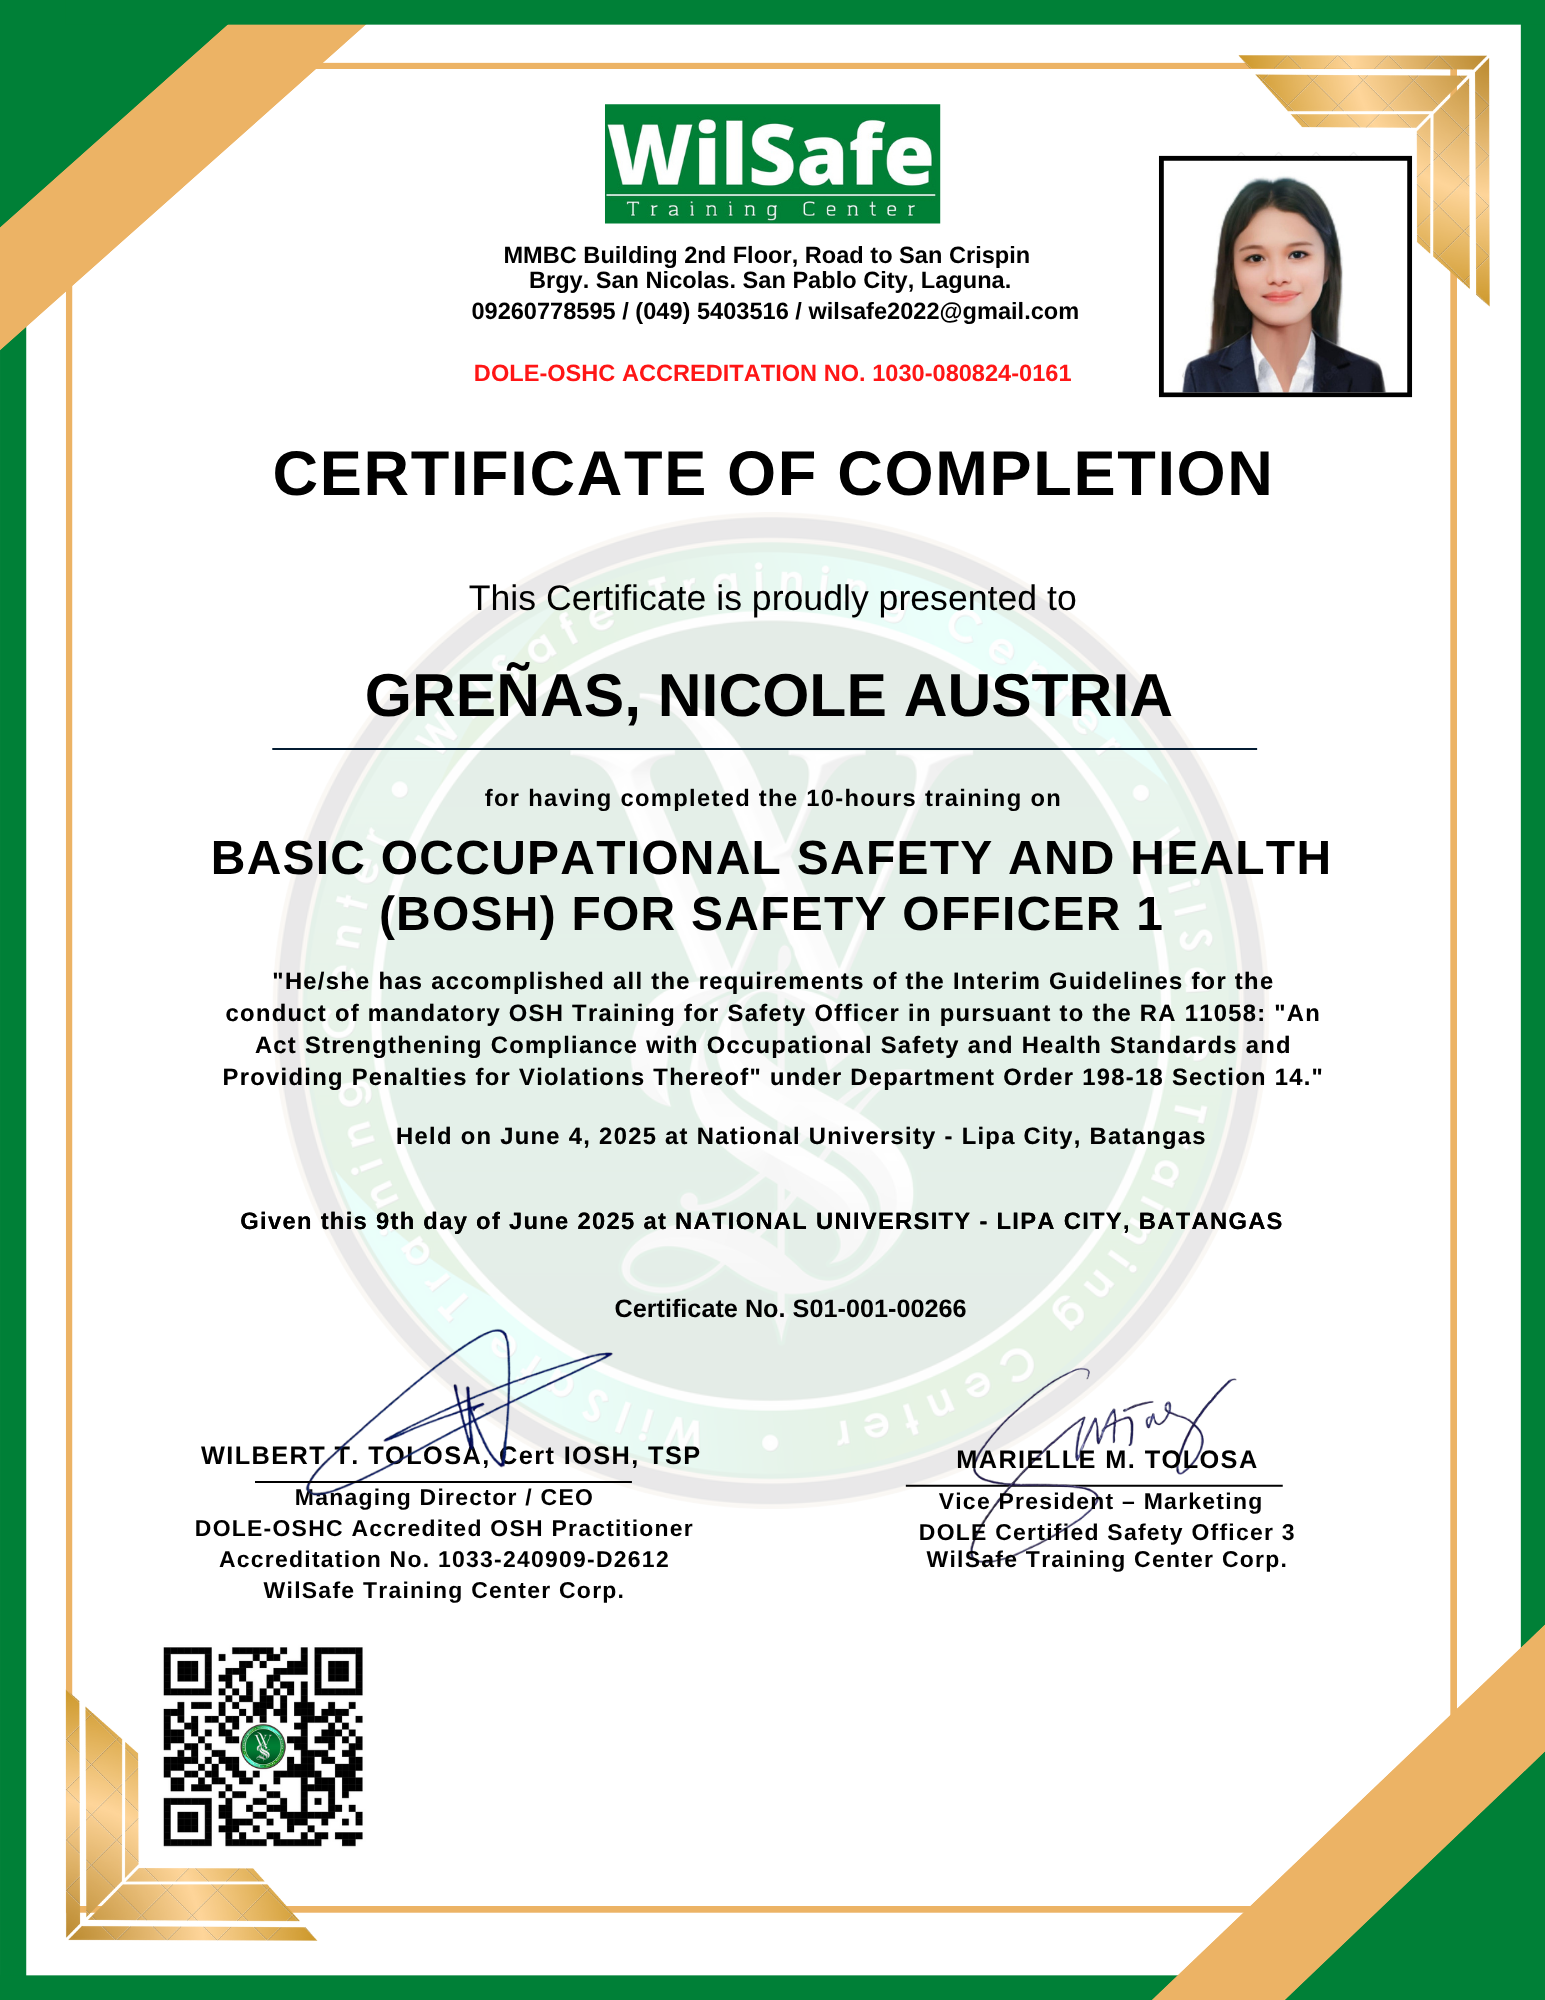 WilSafe
Training Center
MMBC Building 2nd Floor, Road to San Crispin
Brgy. San Nicolas. San Pablo City, Laguna.
09260778595 / (049) 5403516 / wilsafe2022@gmail.com
DOLE-OSHC ACCREDITATION NO. 1030-080824-0161
CERTIFICATE OF COMPLETION
This Certificate is proudly presented to
GREÑAS, NICOLE AUSTRIA
for having completed the 10-hours training on
BASIC OCCUPATIONAL SAFETY AND HEALTH
(BOSH) FOR SAFETY OFFICER 1
"He/she has accomplished all the requirements of the Interim Guidelines for the
conduct of mandatory OSH Training for Safety Officer in pursuant to the RA 11058: "An
Act Strengthening Compliance with Occupational Safety and Health Standards and
Providing Penalties for Violations Thereof" under Department Order 198-18 Section 14."
Held on June 4, 2025 at National University - Lipa City, Batangas
Given this 9th day of June 2025 at NATIONAL UNIVERSITY - LIPA CITY, BATANGAS
Certificate No. S01-001-00266
WILBERT T. TOLOSA, Cert IOSH, TSP
Managing Director / CEO
DOLE-OSHC Accredited OSH Practitioner
Accreditation No. 1033-240909-D2612
WilSafe Training Center Corp.
MARIELLE M. TOLOSA
Vice President – Marketing
DOLE Certified Safety Officer 3
WilSafe Training Center Corp.
WilSafe Training Center • WilSafe Training Center • WilSafe Training Center •